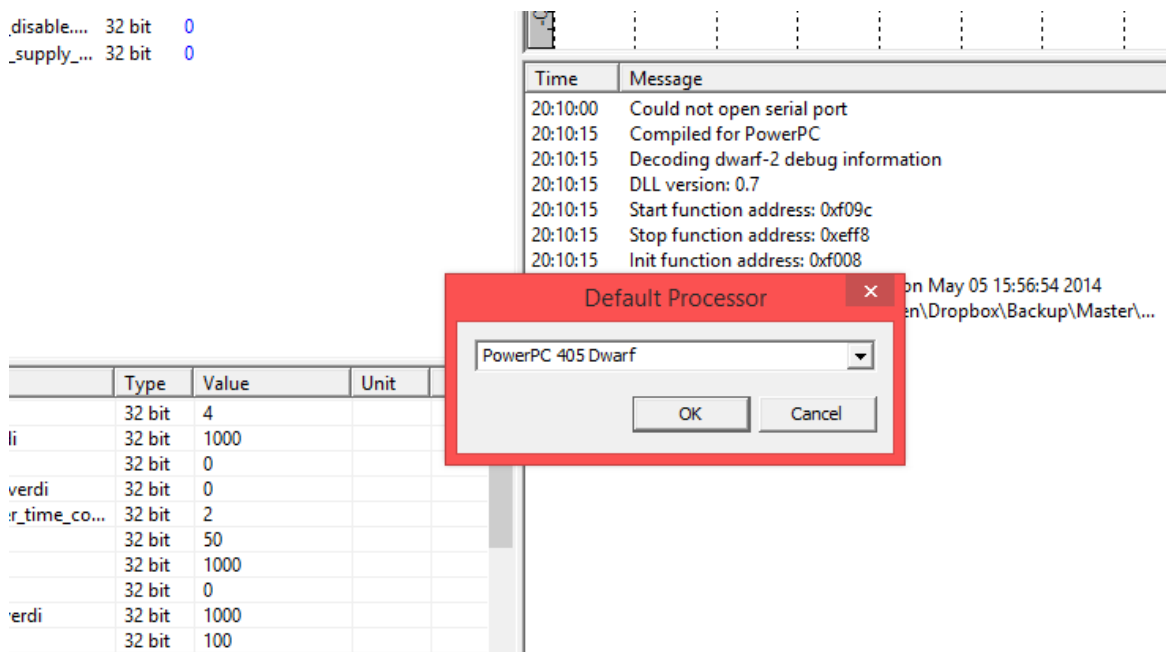 _disable.... 32 bit 0
_supply_... 32 bit 0
Time Message
20:10:00 Could not open serial port
20:10:15 Compiled for PowerPC
20:10:15 Decoding dwarf-2 debug information
20:10:15 DLL version: 0.7
20:10:15 Start function address: 0xf09c
20:10:15 Stop function address: 0xeff8
20:10:15 Init function address: 0xf008
on May 05 15:56:54 2014
en\Dropbox\Backup\Master\...
Default Processor
PowerPC 405 Dwarf
OK Cancel
Type Value Unit
32 bit 4
li 32 bit 1000
32 bit 0
verdi 32 bit 0
er_time_co... 32 bit 2
32 bit 50
32 bit 1000
32 bit 0
verdi 32 bit 1000
32 bit 100